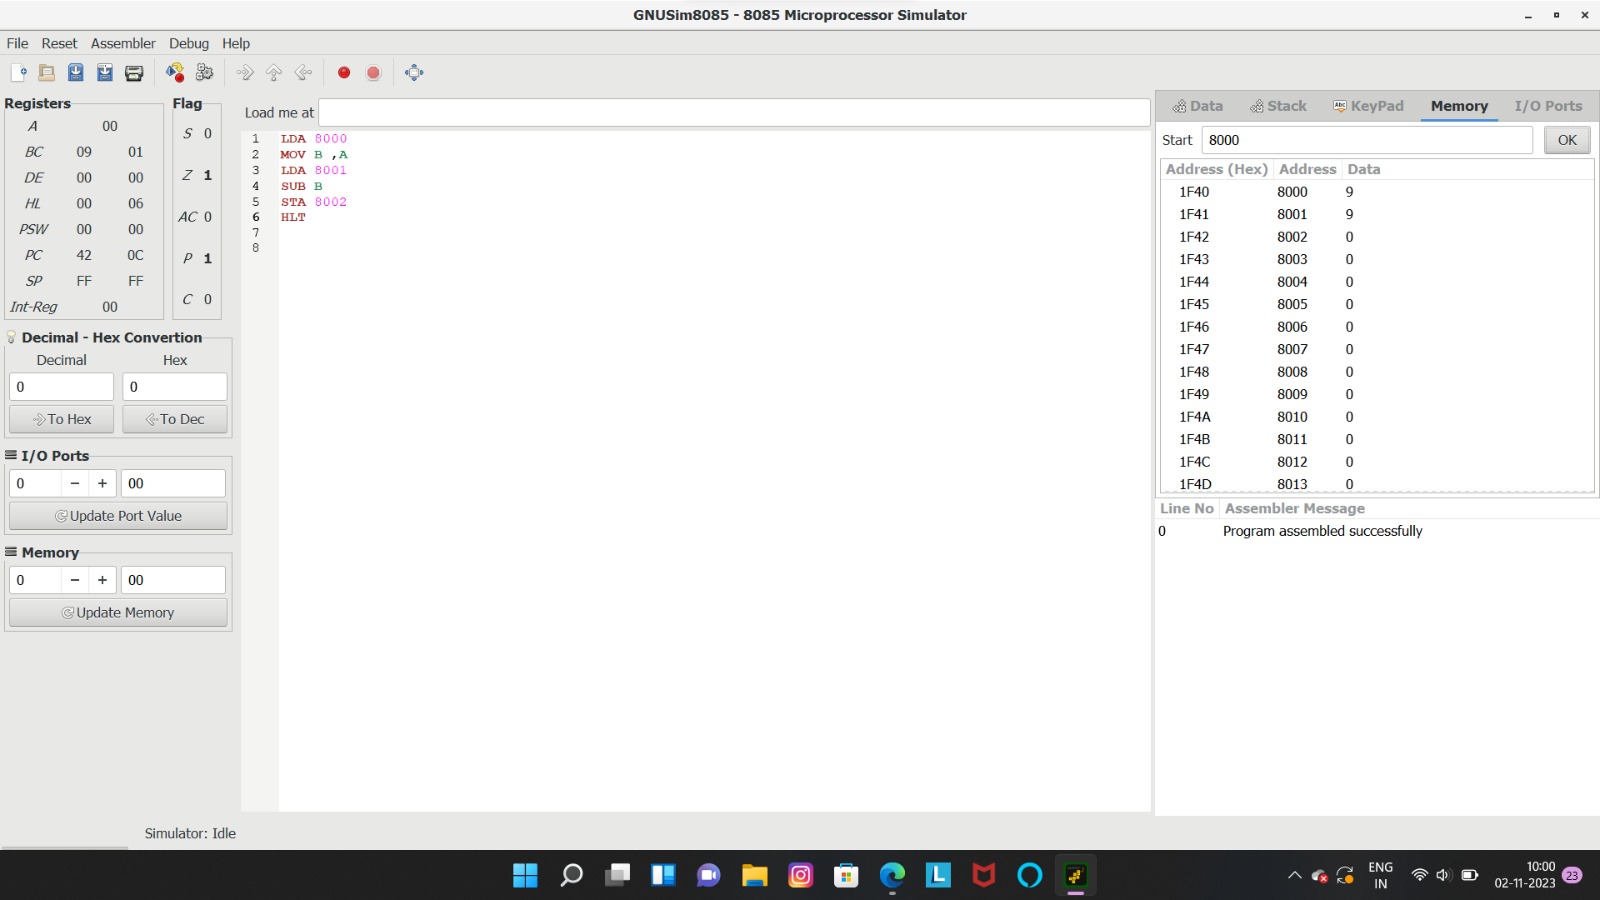 GNUSim8085 - 8085 Microprocessor Simulator
File Reset Assembler Debug Help
Registers
A 00
BC 09 01
DE 00 00
HL 00 06
PSW 00 00
PC 42 0C
SP FF FF
Int-Reg 00
Flag
S 0
Z 1
AC 0
P 1
C 0
Decimal - Hex Convertion
Decimal Hex
0 0
To Hex To Dec
I/O Ports
0 - + 00
Update Port Value
Memory
0 - + 00
Update Memory
Load me at
1 LDA 8000
2 MOV B ,A
3 LDA 8001
4 SUB B
5 STA 8002
6 HLT
7
8
Data Stack Abc KeyPad Memory I/O Ports
Start 8000 OK
Address (Hex) Address Data
1F40 8000 9
1F41 8001 9
1F42 8002 0
1F43 8003 0
1F44 8004 0
1F45 8005 0
1F46 8006 0
1F47 8007 0
1F48 8008 0
1F49 8009 0
1F4A 8010 0
1F4B 8011 0
1F4C 8012 0
1F4D 8013 0
Line No Assembler Message
0 Program assembled successfully
Simulator: Idle
L
ENG
IN
10:00
02-11-2023
23